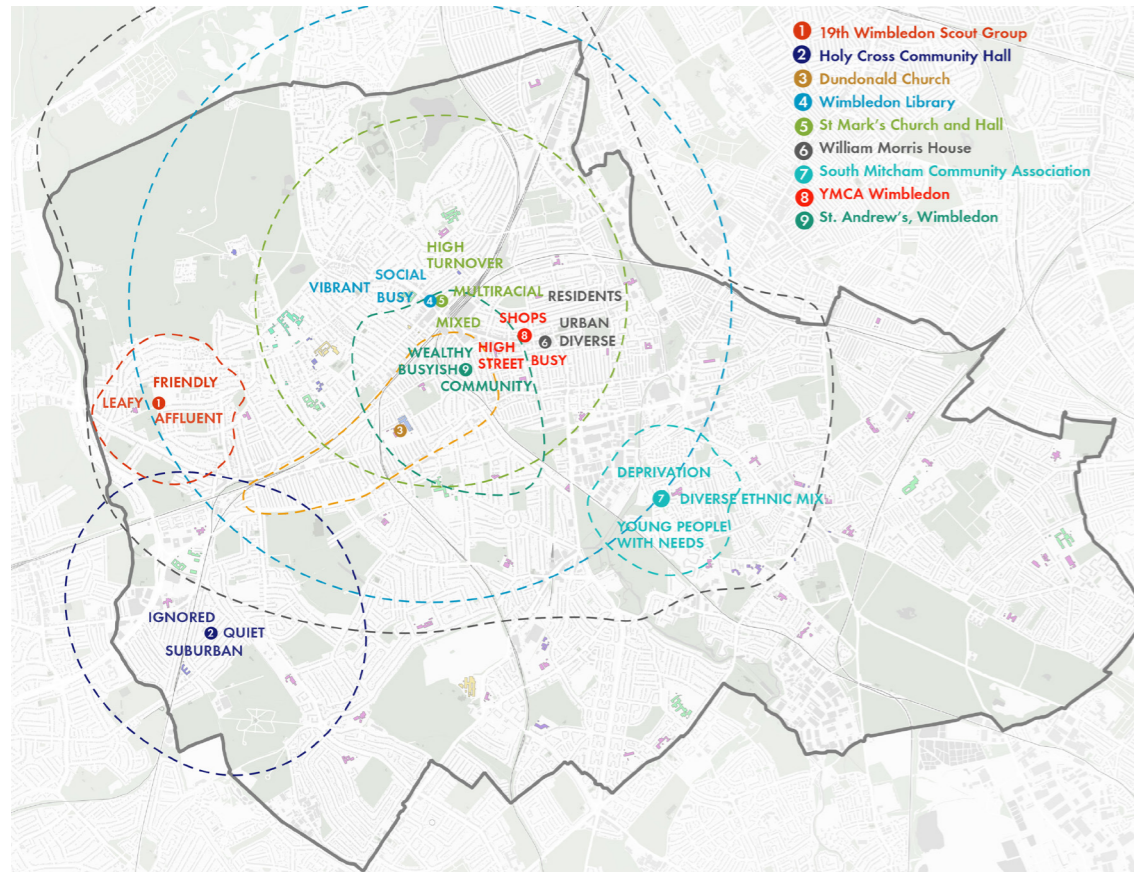 1 19th Wimbledon Scout Group
2 Holy Cross Community Hall
3 Dundonald Church
4 Wimbledon Library
5 St Mark's Church and Hall
6 William Morris House
7 South Mitcham Community Association
8 YMCA Wimbledon
9 St. Andrew's, Wimbledon
HIGH
TURNOVER
SOCIAL
VIBRANT
BUSY
4 5
MULTIRACIAL
MIXED
RESIDENTS
URBAN
DIVERSE
6
SHOPS
8
HIGH
STREET
BUSY
WEALTHY
BUSYISH 9
COMMUNITY
FRIENDLY
LEAFY 1
AFFLUENT
3
DEPRIVATION
7 DIVERSE ETHNIC MIX
YOUNG PEOPLE
WITH NEEDS
IGNORED
2 QUIET
SUBURBAN